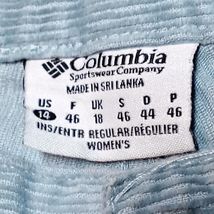 Columbia
Sportswear Company
MADE IN SRI LANKA
US F UK S D P
14 46 18 46 44 46
INS/ENTR REGULAR/RÉGULIER
WOMEN'S